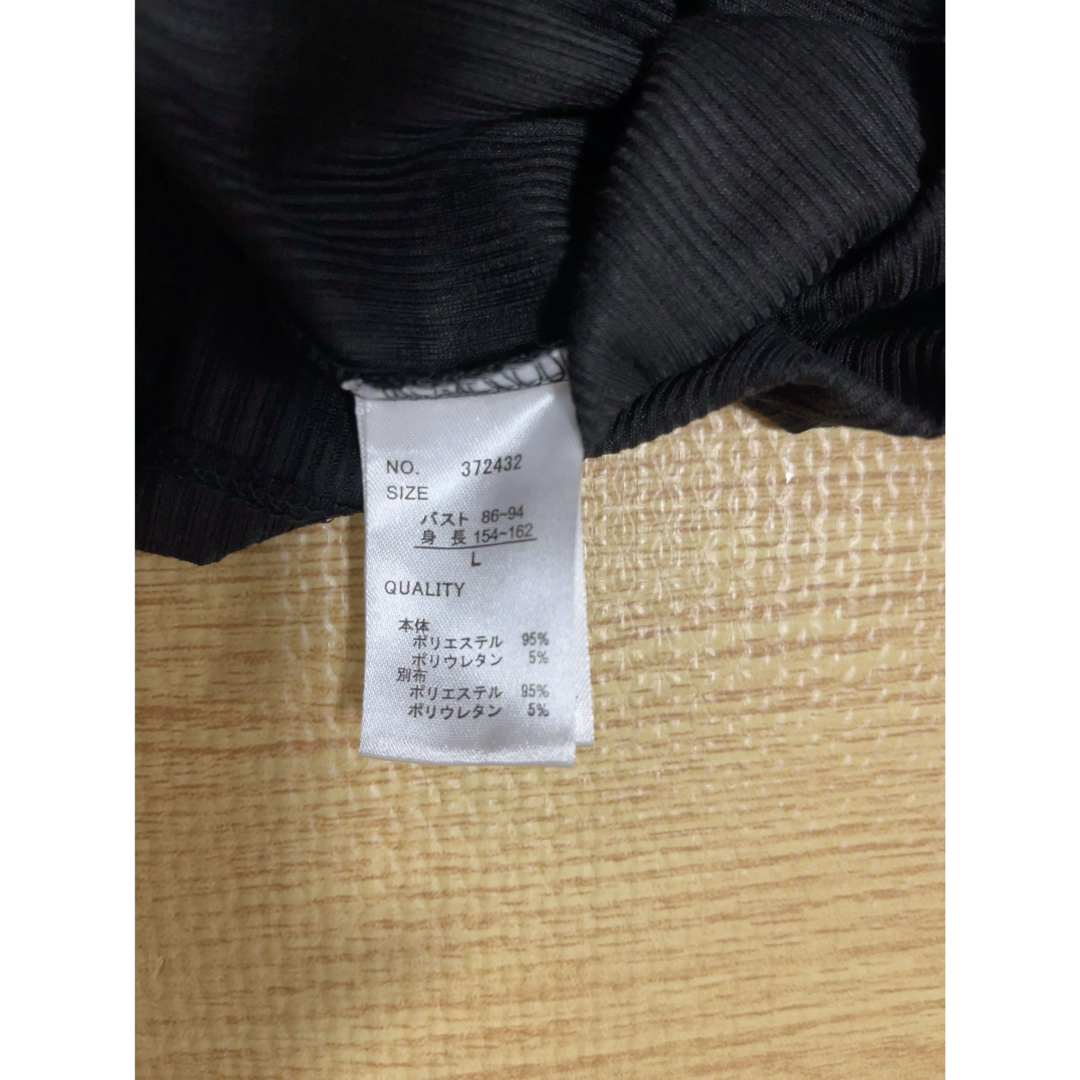 NO. 372432
SIZE
バスト 86~94
身 長 154~162
L
QUALITY
本体
ポリエステル 95%
ポリウレタン 5%
別布
ポリエステル 95%
ポリウレタン 5%